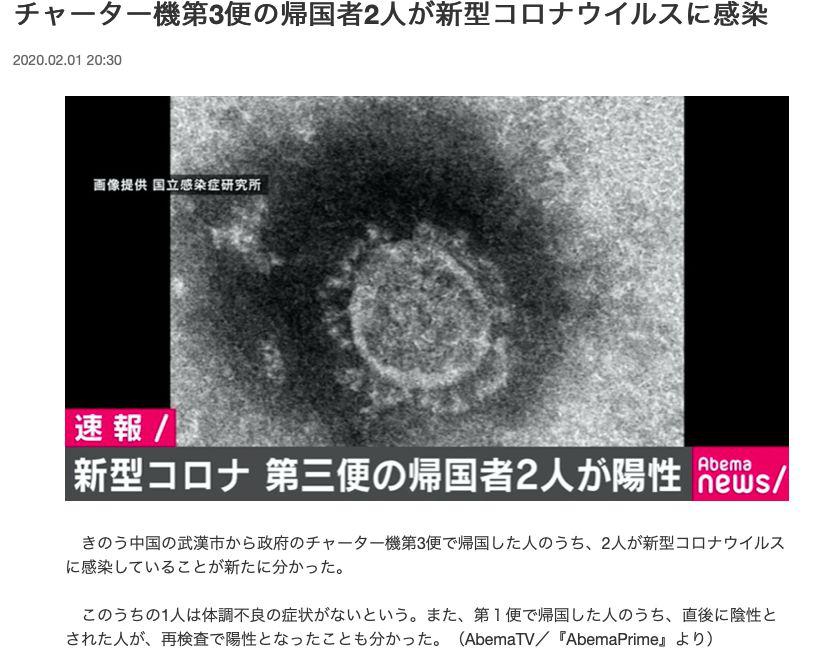 チャーター機第3便の帰国者2人が新型コロナウイルスに感染
2020.02.01 20:30
画像提供 国立感染症研究所
速報/
新型コロナ 第三便の帰国者2人が陽性
Abema
news/
きのう中国の武漢市から政府のチャーター機第3便で帰国した人のうち、2人が新型コロナウイルス
に感染していることが新たに分かった。
このうちの1人は体調不良の症状がないという。また、第１便で帰国した人のうち、直後に陰性と
された人が、再検査で陽性となったことも分かった。（AbemaTV／『AbemaPrime』より）